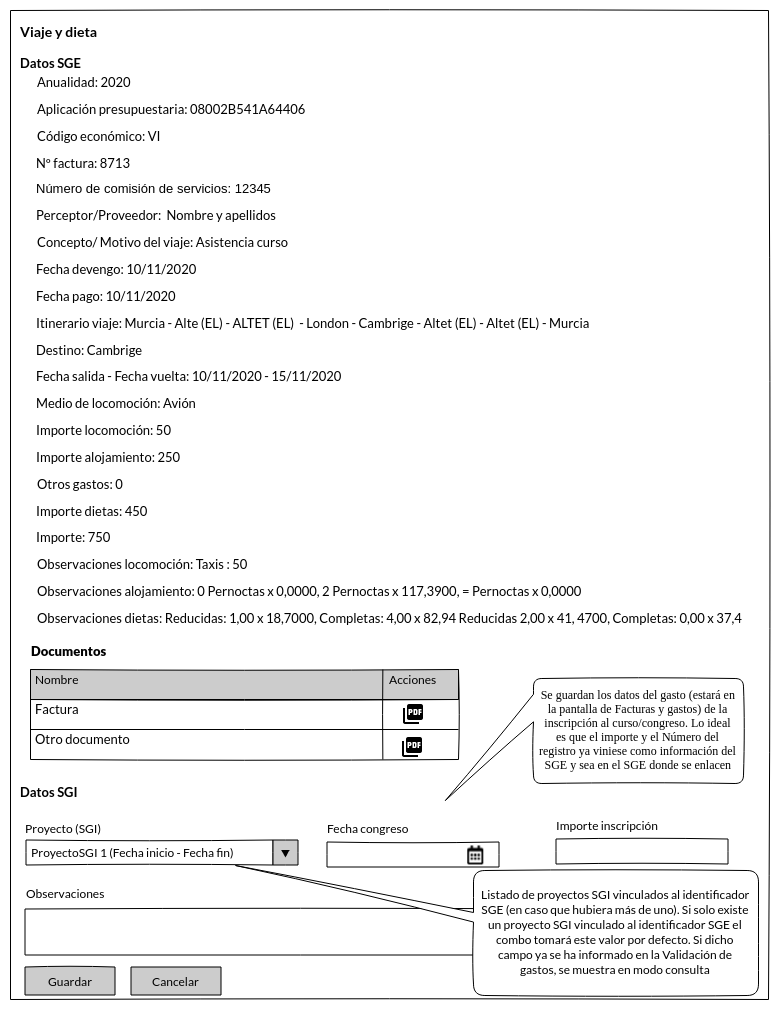 Viaje y dieta
Datos SGE
Anualidad: 2020
Aplicación presupuestaria: 08002B541A64406
Código económico: VI
Nº factura: 8713
Número de comisión de servicios: 12345
Perceptor/Proveedor: Nombre y apellidos
Concepto/ Motivo del viaje: Asistencia curso
Fecha devengo: 10/11/2020
Fecha pago: 10/11/2020
Itinerario viaje: Murcia - Alte (EL) - ALTET (EL) - London - Cambrige - Altet (EL) - Altet (EL) - Murcia
Destino: Cambrige
Fecha salida - Fecha vuelta: 10/11/2020 - 15/11/2020
Medio de locomoción: Avión
Importe locomoción: 50
Importe alojamiento: 250
Otros gastos: 0
Importe dietas: 450
Importe: 750
Observaciones locomoción: Taxis : 50
Observaciones alojamiento: 0 Pernoctas x 0,0000, 2 Pernoctas x 117,3900, = Pernoctas x 0,0000
Observaciones dietas: Reducidas: 1,00 x 18,7000, Completas: 4,00 x 82,94 Reducidas 2,00 x 41, 4700, Completas: 0,00 x 37,4
Documentos
Nombre Acciones
Factura PDF
Otro documento PDF
Se guardan los datos del gasto (estará en
la pantalla de Facturas y gastos) de la
inscripción al curso/congreso. Lo ideal
es que el importe y el Número del
registro ya viniese como información del
SGE y sea en el SGE donde se enlacen
Datos SGI
Proyecto (SGI) Fecha congreso Importe inscripción
ProyectoSGI 1 (Fecha inicio - Fecha fin)
Observaciones
Listado de proyectos SGI vinculados al identificador
SGE (en caso que hubiera más de uno). Si solo existe
un proyecto SGI vinculado al identificador SGE el
combo tomará este valor por defecto. Si dicho
campo ya se ha informado en la Validación de
gastos, se muestra en modo consulta
Guardar Cancelar